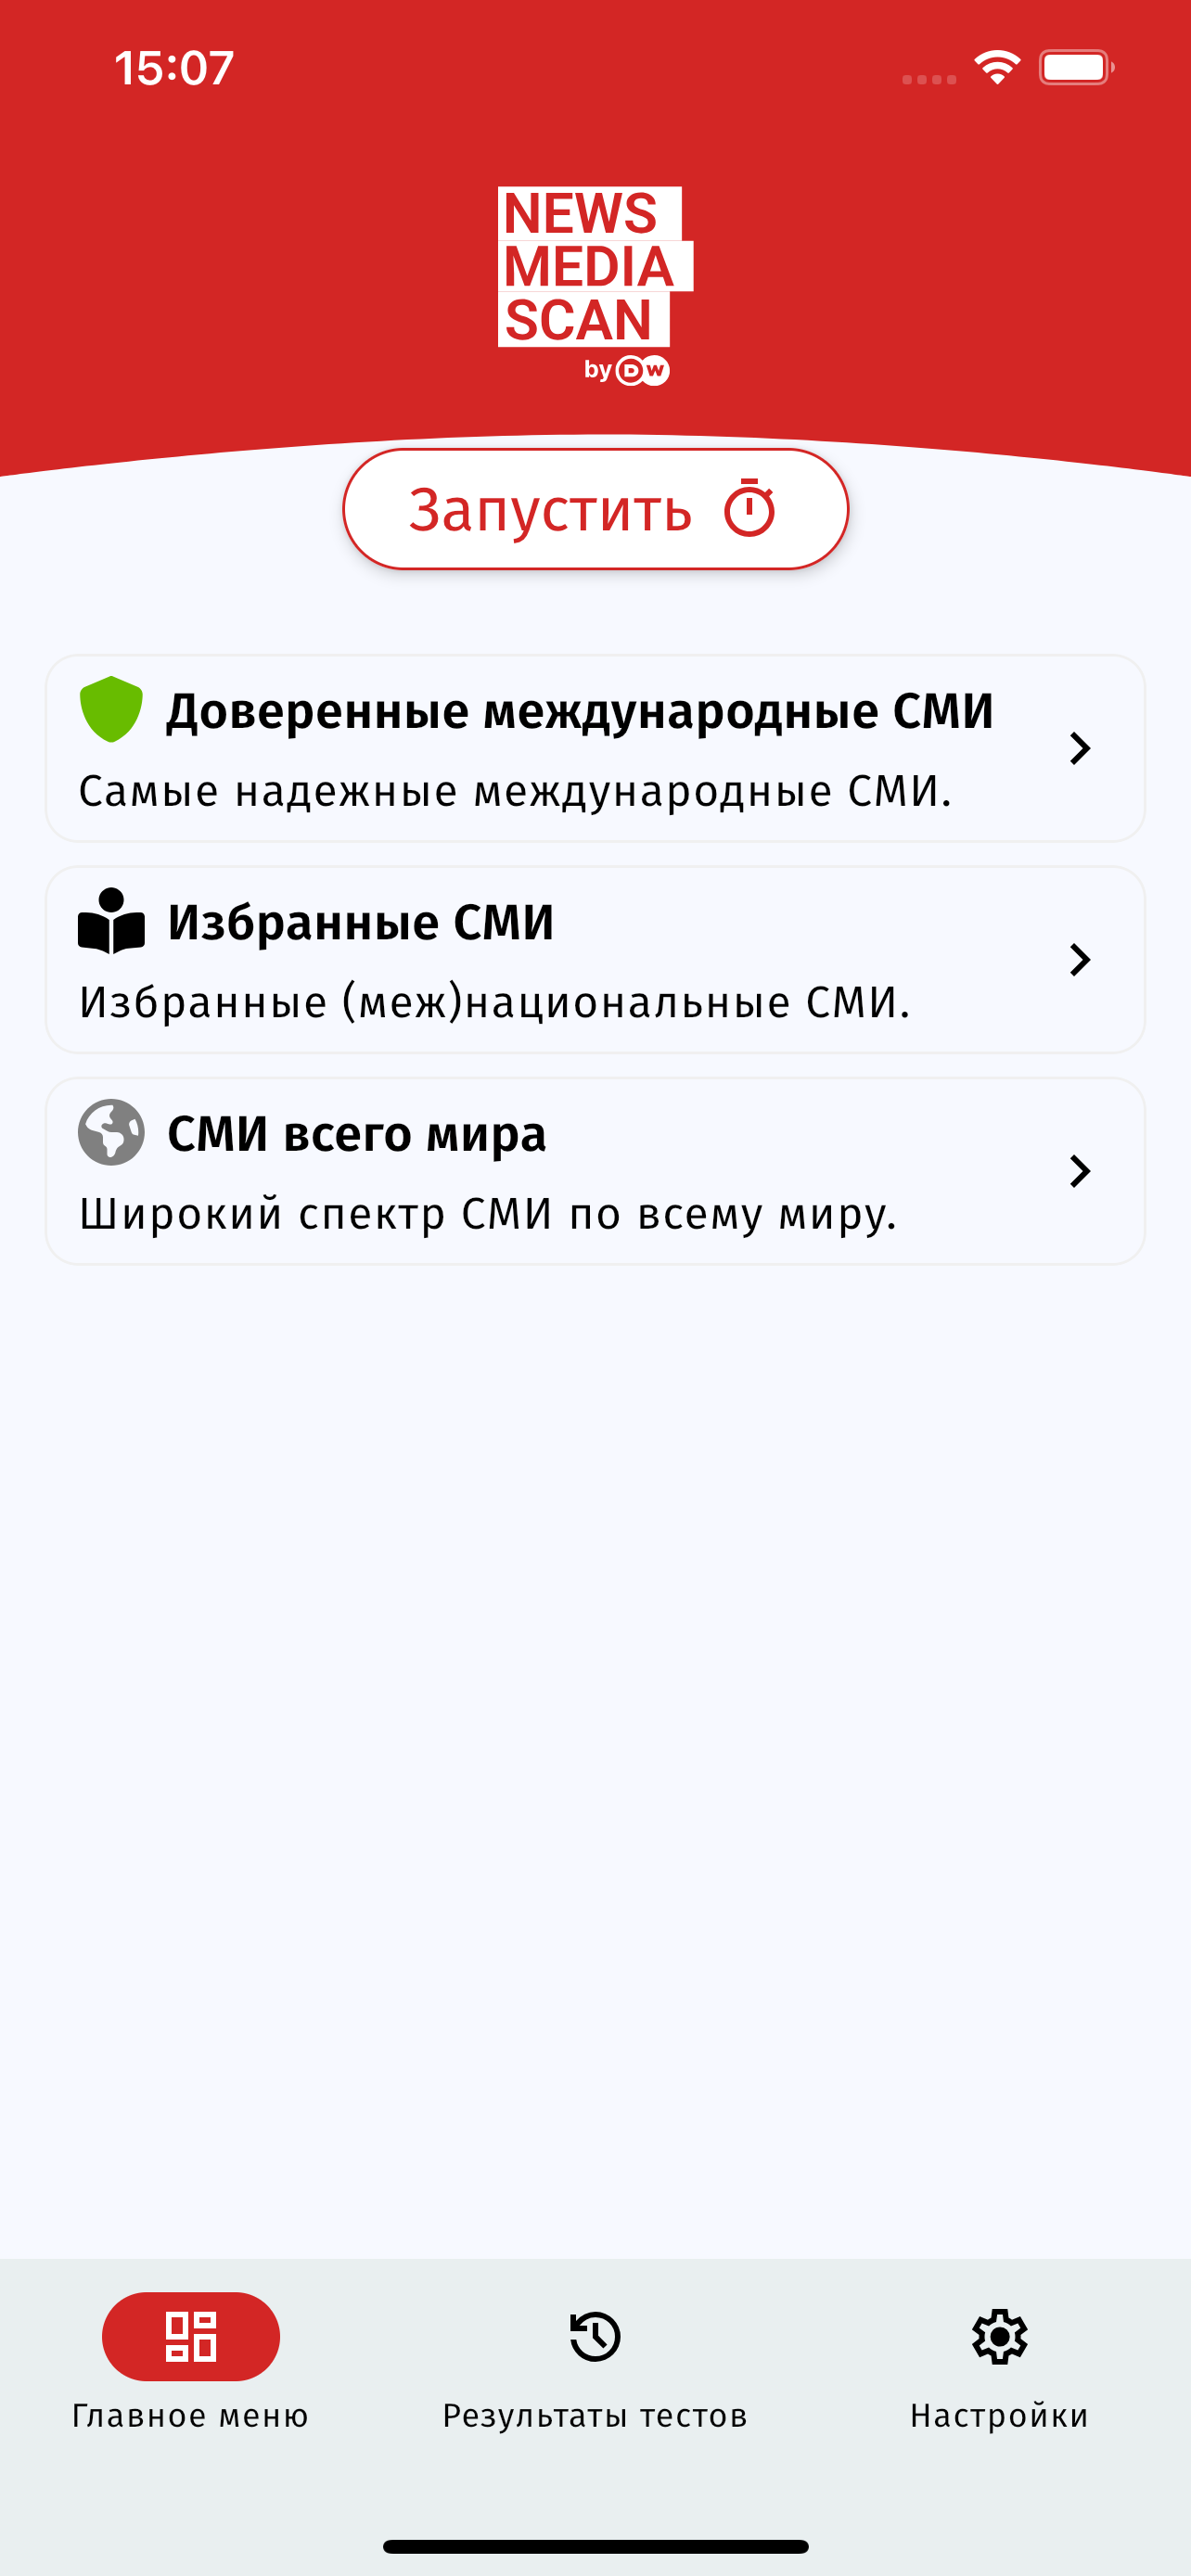 15:07
NEWS
MEDIA
SCAN
by DW
Запустить
Доверенные международные СМИ
Самые надежные международные СМИ.
Избранные СМИ
Избранные (меж)национальные СМИ.
СМИ всего мира
Широкий спектр СМИ по всему миру.
Главное меню
Результаты тестов
Настройки